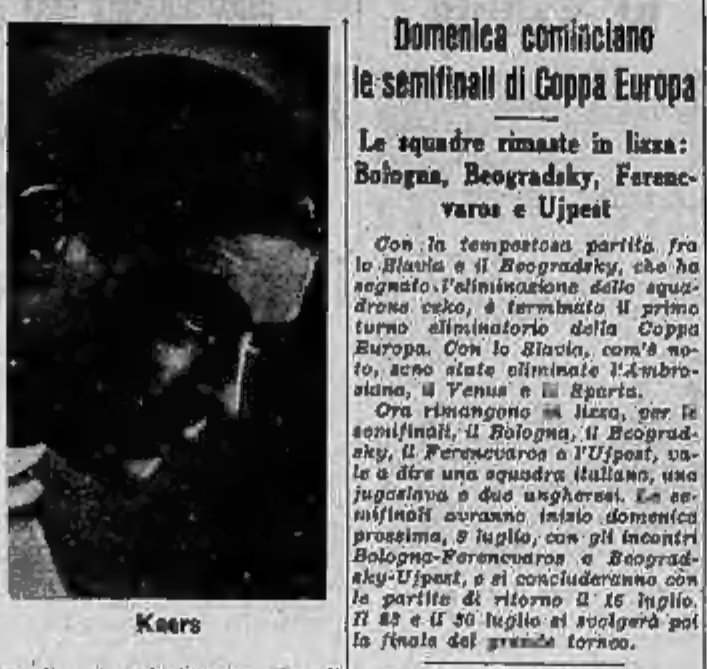 Kaers
Domenica cominciano
le semifinali di Coppa Europa
Le squadre rimaste in lizza:
Bologna, Beogradsky, Ferenc-
varos e Ujpest
Con la tempestosa partita fra
lo Slavia e il Beogradsky, che ha
segnato l'eliminazione dello squa-
drone ceko, è terminato il primo
turno eliminatorio della Coppa
Europa. Con lo Slavia, com'è no-
to, sono state eliminate l'Ambro-
siana, il Venus e lo Sparta.
Ora rimangono in lizza, per le
semifinali, il Bologna, il Beograd-
sky, il Ferencvaros e l'Ujpest, va-
le a dire una squadra italiana, una
jugoslava e due ungheresi. Le se-
mifinali avranno inizio domenica
prossima, 9 luglio, con gli incontri
Bologna-Ferencvaros e Beograd-
sky-Ujpest, e si concluderanno con
le partite di ritorno il 16 luglio.
Il e il 30 luglio si svolgerà poi
la finale del grande torneo.